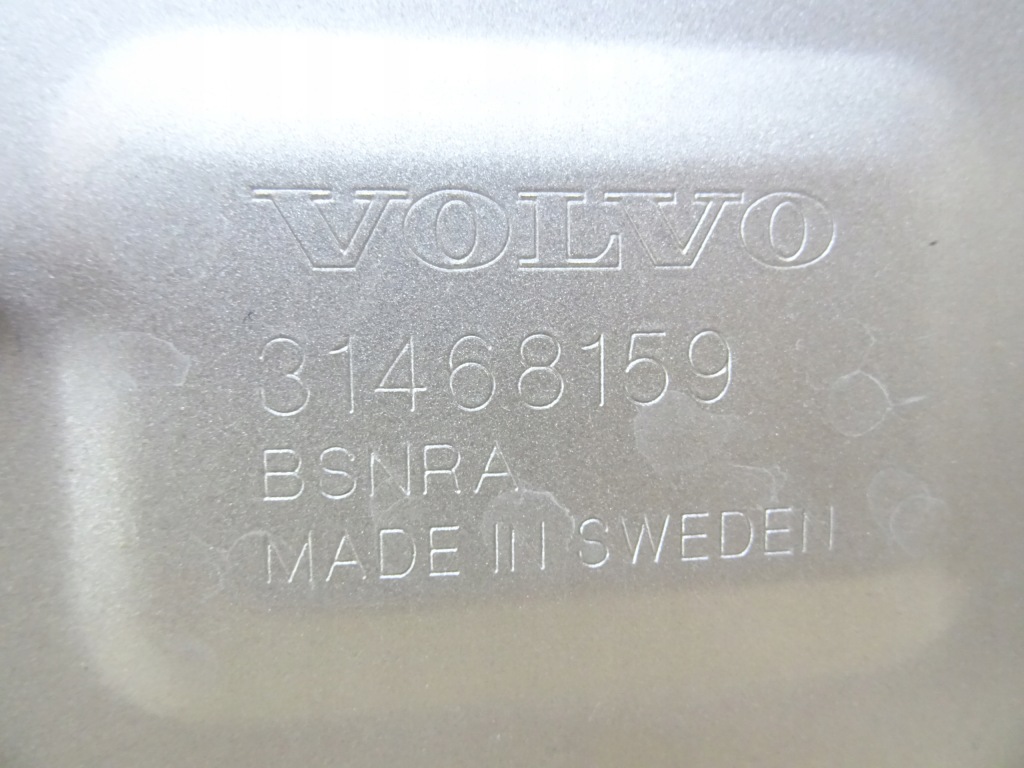 VOLVO
31468159
BSNRA
MADE IN SWEDEN